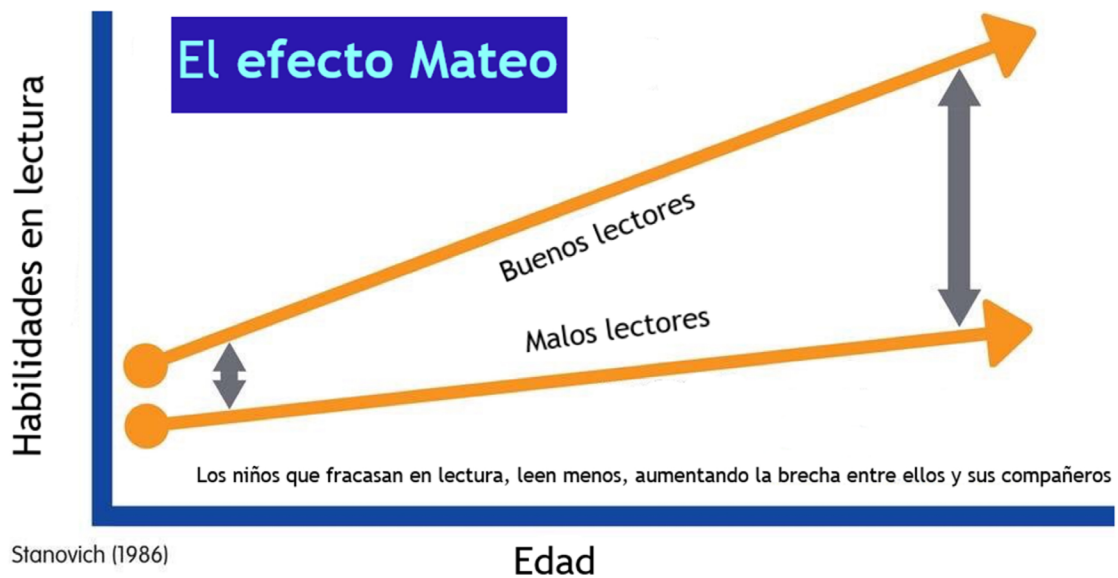 El efecto Mateo
Habilidades en lectura
Buenos lectores
Malos lectores
Los niños que fracasan en lectura, leen menos, aumentando la brecha entre ellos y sus compañeros
Stanovich (1986)
Edad